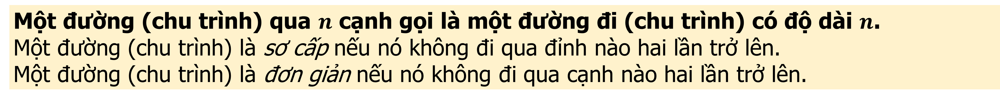 Một đường (chu trình) qua n cạnh gọi là một đường đi (chu trình) có độ dài n.
Một đường (chu trình) là sơ cấp nếu nó không đi qua đỉnh nào hai lần trở lên.
Một đường (chu trình) là đơn giản nếu nó không đi qua cạnh nào hai lần trở lên.